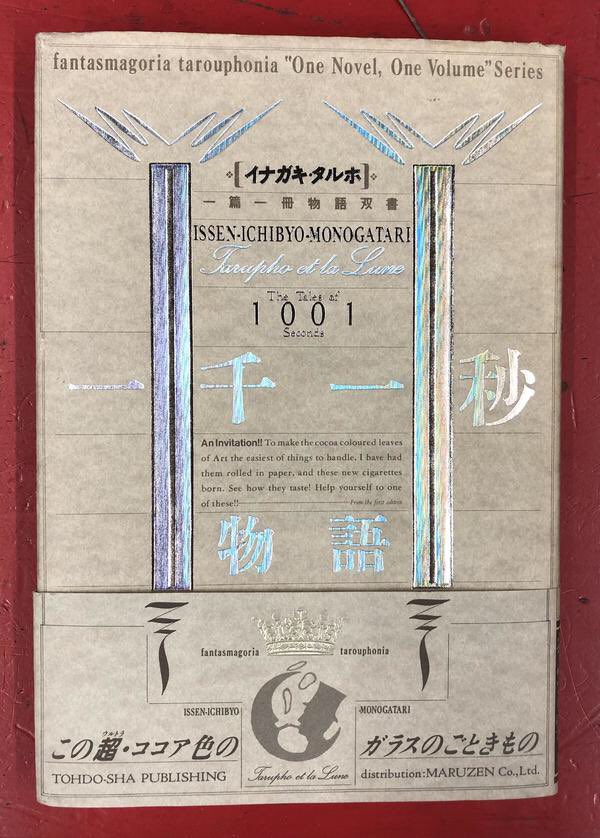 fantasmagoria tarouphonia "One Novel, One Volume" Series
[イナガキ・タルホ]
一篇一冊物語双書
ISSEN-ICHIBYO-MONOGATARI
Tarupho et la Lune
The Tales of
1001
Seconds
一千一秒
An Invitation!! To make the cocoa coloured leaves
of Art the easiest of things to handle, I have had
them rolled in paper, and these new cigarettes
born. See how they taste! Help yourself to one
of these!! From the first edition
物語
fantasmagoria tarouphonia
ISSEN-ICHIBYO MONOGATARI
この超・ココア色の ガラスのごときもの
ウルトラ
TOHDO-SHA PUBLISHING
Tarupho et la Lune
distribution:MARUZEN Co.,Ltd.